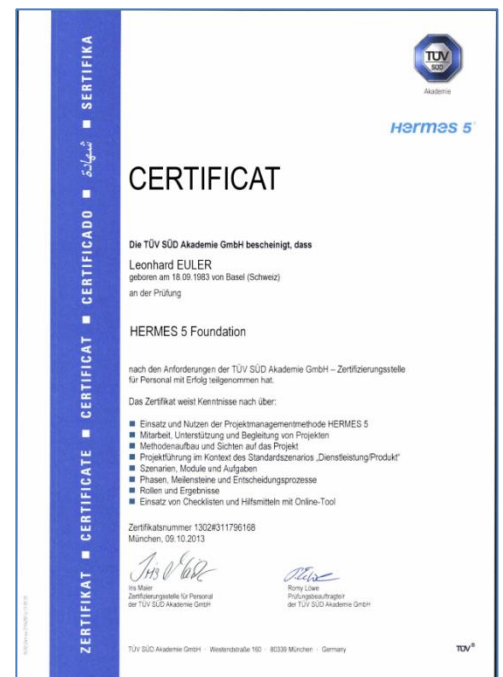 ZERTIFIKAT ■ CERTIFICATE ■ CERTIFICAT ■ CERTIFICADO ■ شهادة ■ SERTIFIKA
TÜV
SÜD
Akademie
Hermes 5
CERTIFICAT
Die TÜV SÜD Akademie GmbH bescheinigt, dass
Leonhard EULER
geboren am 18.09.1983 von Basel (Schweiz)
an der Prüfung
HERMES 5 Foundation
nach den Anforderungen der TÜV SÜD Akademie GmbH – Zertifizierungsstelle
für Personal mit Erfolg teilgenommen hat.
Das Zertifikat weist Kenntnisse nach über:
■ Einsatz und Nutzen der Projektmanagementmethode HERMES 5
■ Mitarbeit, Unterstützung und Begleitung von Projekten
■ Methodenaufbau und Sichten auf das Projekt
■ Projektführung im Kontext des Standardszenarios „Dienstleistung/Produkt“
■ Szenarien, Module und Aufgaben
■ Phasen, Meilensteine und Entscheidungsprozesse
■ Rollen und Ergebnisse
■ Einsatz von Checklisten und Hilfsmitteln mit Online-Tool
Zertifikatsnummer 1302#311796168
München, 09.10.2013
Iris Maier
Zertifizierungsstelle für Personal
der TÜV SÜD Akademie GmbH
Romy Löwe
Prüfungsbeauftragter
der TÜV SÜD Akademie GmbH
TÜV SÜD Akademie GmbH · Westendstraße 160 · 80339 München · Germany
TÜV®